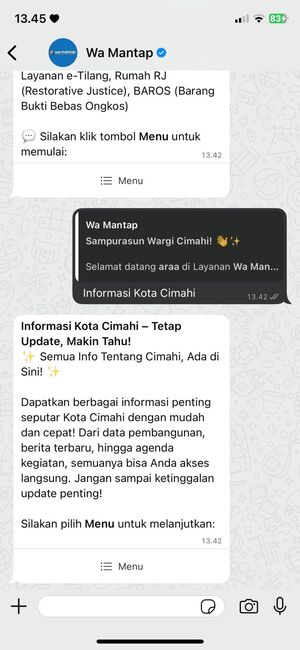 13.45
83
Wa Mantap
WA MANTAP
Layanan e-Tilang, Rumah RJ
(Restorative Justice), BAROS (Barang
Bukti Bebas Ongkos)
💬 Silakan klik tombol Menu untuk
memulai:
13.42
Menu
Wa Mantap
Sampurasun Wargi Cimahi! 👋✨
Selamat datang araa di Layanan Wa Man...
Informasi Kota Cimahi
13.42
Informasi Kota Cimahi – Tetap
Update, Makin Tahu!
✨ Semua Info Tentang Cimahi, Ada di
Sini! ✨
Dapatkan berbagai informasi penting
seputar Kota Cimahi dengan mudah
dan cepat! Dari data pembangunan,
berita terbaru, hingga agenda
kegiatan, semuanya bisa Anda akses
langsung. Jangan sampai ketinggalan
update penting!
Silakan pilih Menu untuk melanjutkan:
13.42
Menu